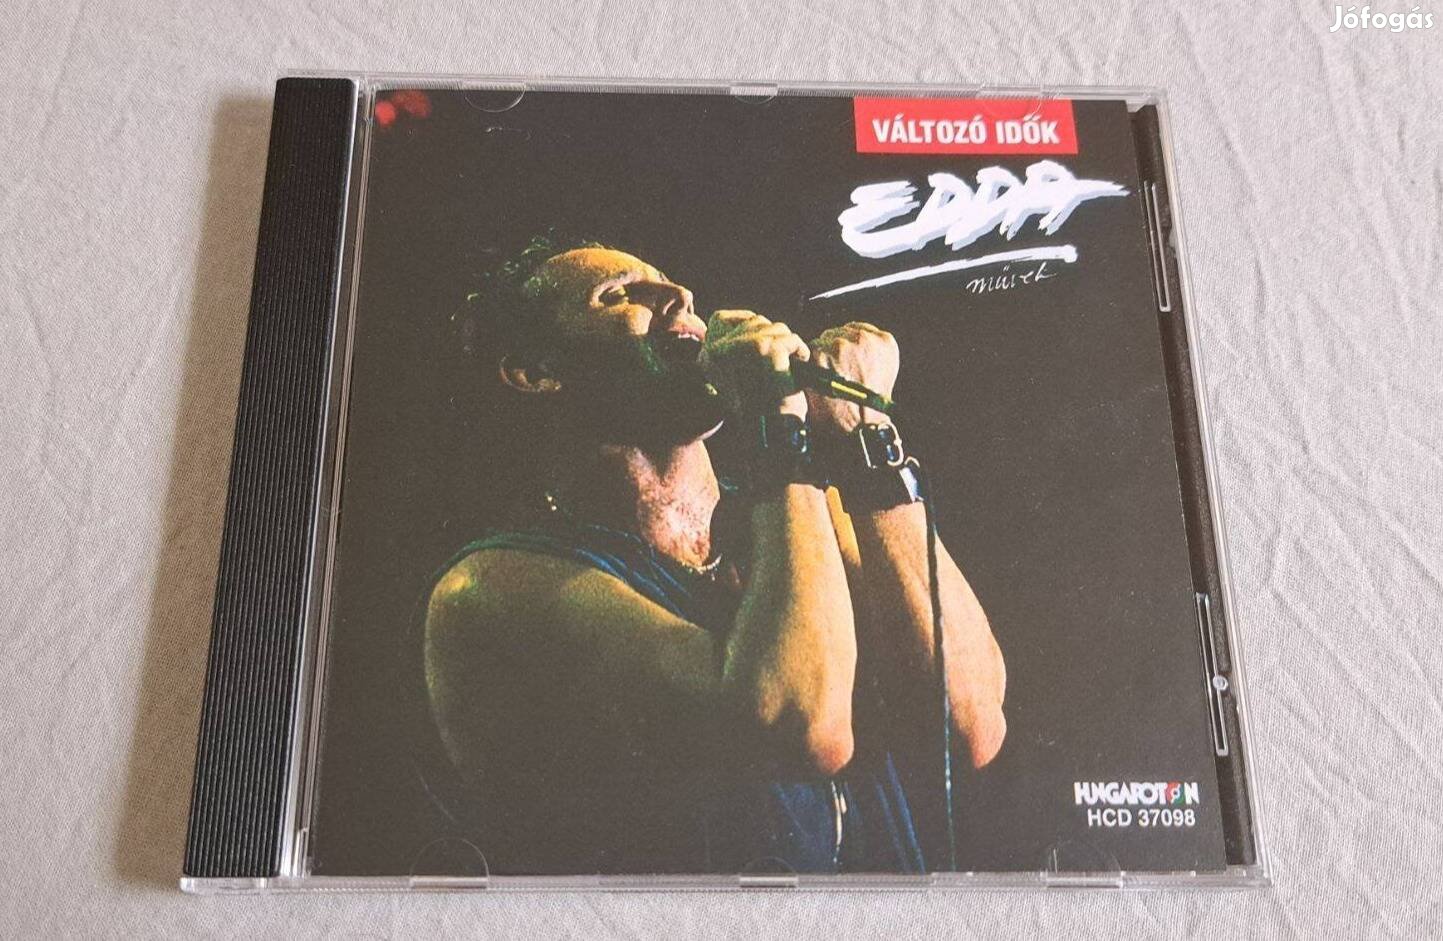 Jófogás
VÁLTOZÓ IDŐK
EDDA
művek
HUNGAROTON
HCD 37098